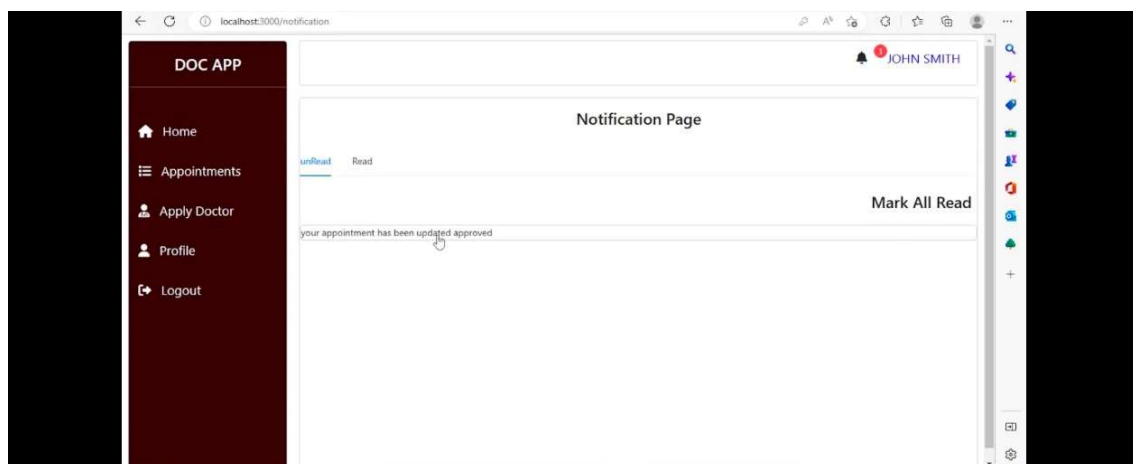 localhost:3000/notification
DOC APP
1
JOHN SMITH
Home
Appointments
Apply Doctor
Profile
Logout
Notification Page
unRead Read
Mark All Read
your appointment has been updated approved